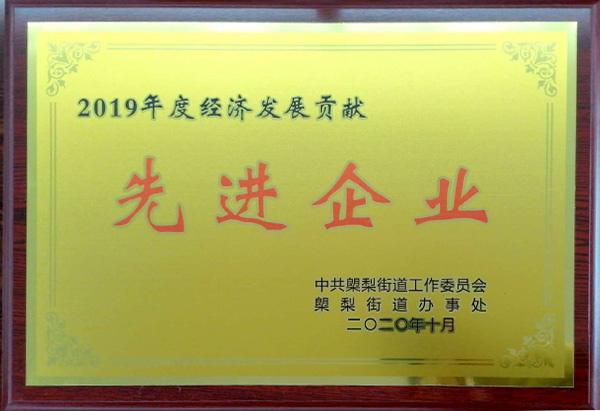 2019年度经济发展贡献
先进企业
中共㮾梨街道工作委员会
㮾梨街道办事处
二〇二〇年十月